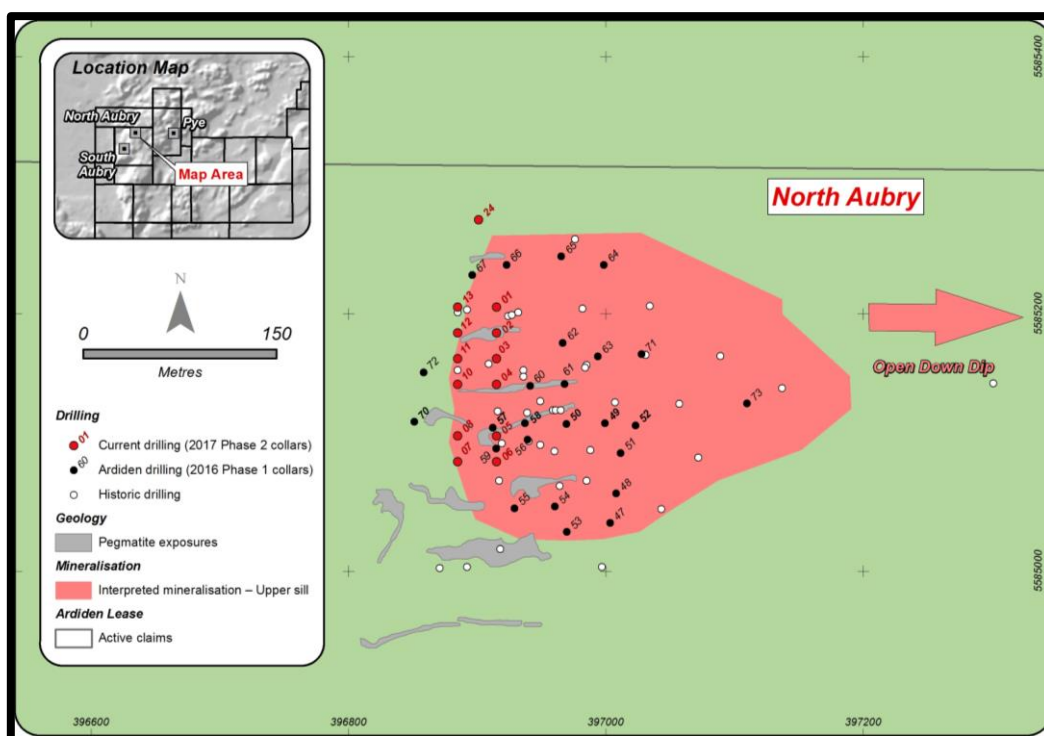 Location Map
North Aubry
Pye
South
Aubry
Map Area
N
0 150
Metres
Drilling
01 Current drilling (2017 Phase 2 collars)
60 Ardiden drilling (2016 Phase 1 collars)
Historic drilling
Geology
Pegmatite exposures
Mineralisation
Interpreted mineralisation – Upper sill
Ardiden Lease
Active claims
North Aubry
Open Down Dip
24
67
66
65
64
13
01
12
02
62
11
03
63
71
72
10
04
60
61
73
70
57
58
50
49
52
08
05
56
59
07
06
51
48
55
54
53
47
5585400
5585200
5585000
396600
396800
397000
397200